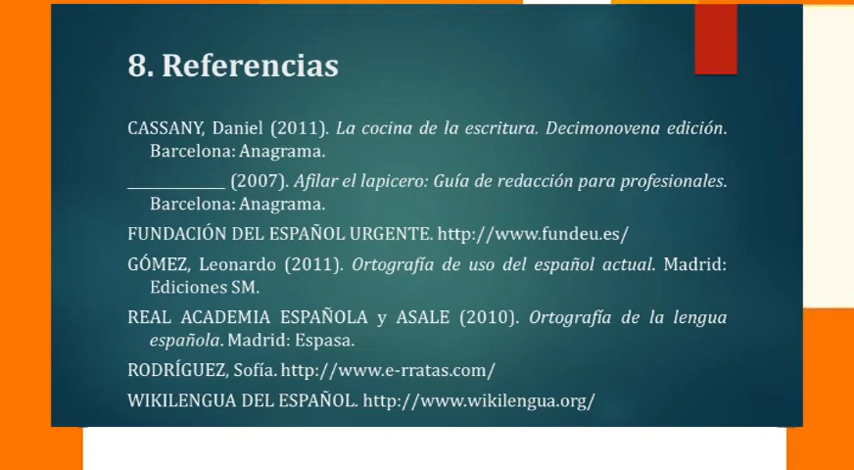 8. Referencias
CASSANY, Daniel (2011). La cocina de la escritura. Decimonovena edición.
Barcelona: Anagrama.
_____________ (2007). Afilar el lapicero: Guía de redacción para profesionales.
Barcelona: Anagrama.
FUNDACIÓN DEL ESPAÑOL URGENTE. http://www.fundeu.es/
GÓMEZ, Leonardo (2011). Ortografía de uso del español actual. Madrid:
Ediciones SM.
REAL ACADEMIA ESPAÑOLA y ASALE (2010). Ortografía de la lengua
española. Madrid: Espasa.
RODRÍGUEZ, Sofía. http://www.e-rratas.com/
WIKILENGUA DEL ESPAÑOL. http://www.wikilengua.org/